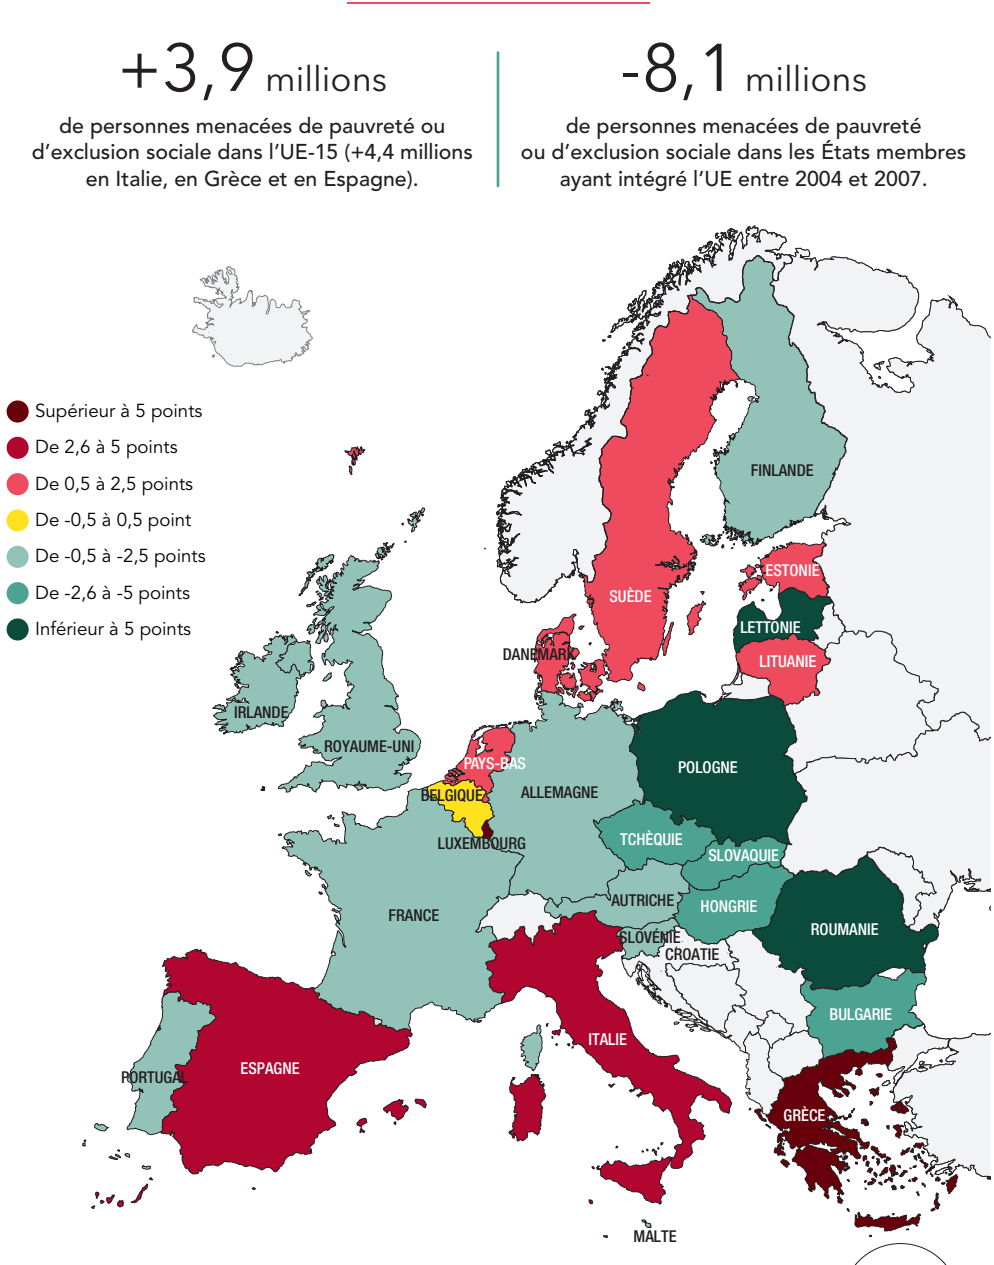 +3,9 millions
de personnes menacées de pauvreté ou
d’exclusion sociale dans l’UE-15 (+4,4 millions
en Italie, en Grèce et en Espagne).
-8,1 millions
de personnes menacées de pauvreté
ou d’exclusion sociale dans les États membres
ayant intégré l’UE entre 2004 et 2007.
Supérieur à 5 points
De 2,6 à 5 points
De 0,5 à 2,5 points
De -0,5 à 0,5 point
De -0,5 à -2,5 points
De -2,6 à -5 points
Inférieur à 5 points
FINLANDE
ESTONIE
SUÈDE
LETTONIE
DANEMARK
LITUANIE
IRLANDE
ROYAUME-UNI
PAYS-BAS
POLOGNE
BELGIQUE
ALLEMAGNE
TCHÈQUIE
LUXEMBOURG
SLOVAQUIE
AUTRICHE
HONGRIE
FRANCE
ROUMANIE
SLOVÉNIE
CROATIE
BULGARIE
ITALIE
ESPAGNE
PORTUGAL
GRÈCE
MALTE